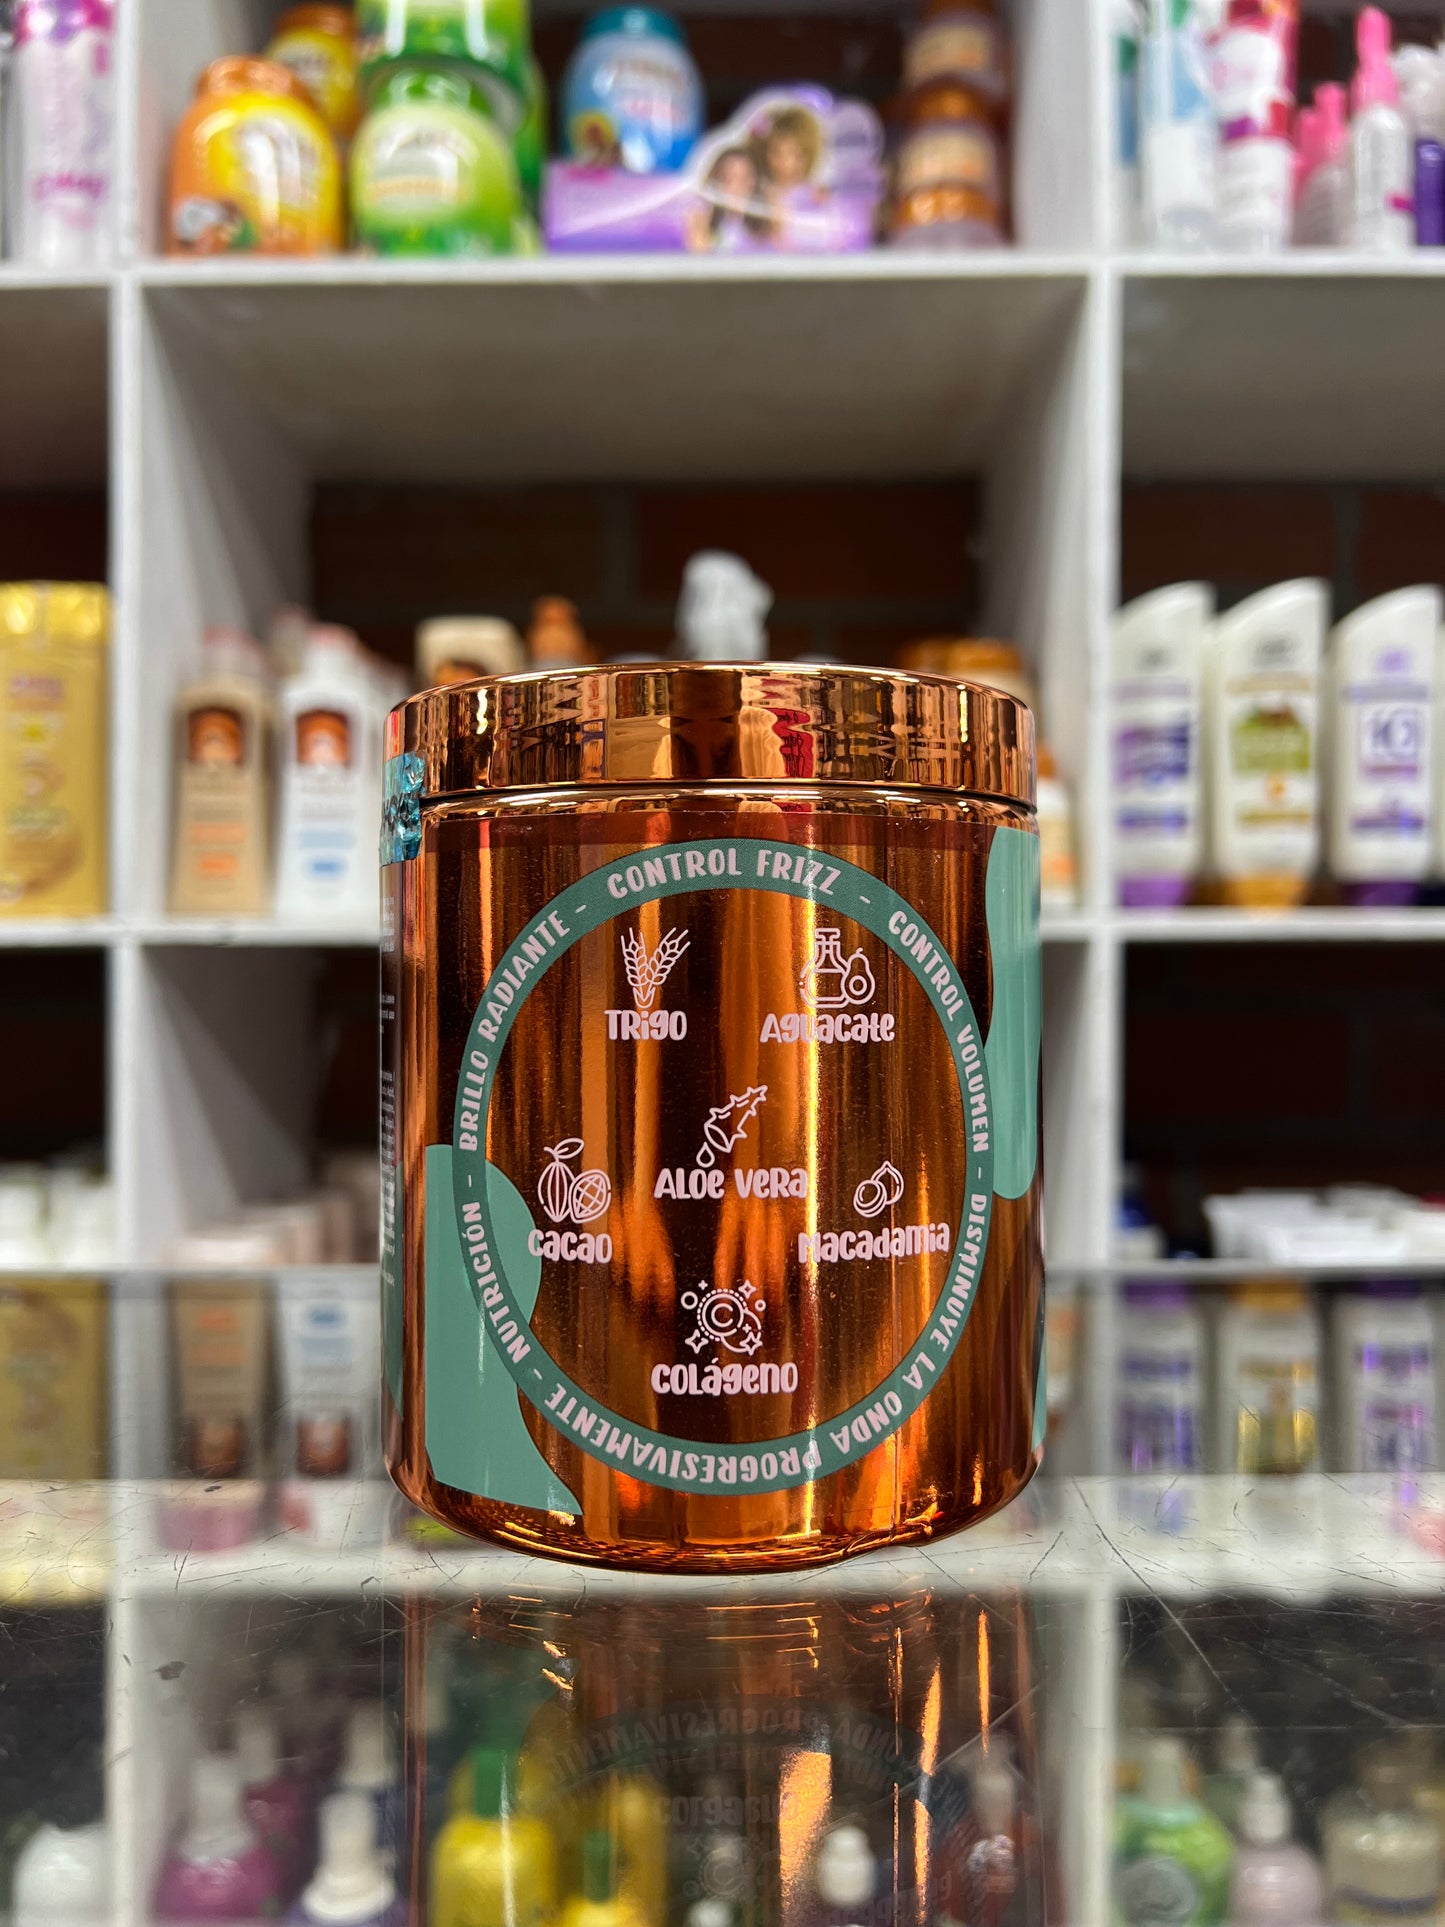 CONTROL FRIZZ - CONTROL VOLUMEN - DISMINUYE LA ONDA PROGRESIVAMENTE - NUTRICIÓN - BRILLO RADIANTE -
TRIGO
AGUACATE
ALOE VERA
CACAO
MACADAMIA
COLÁGENO